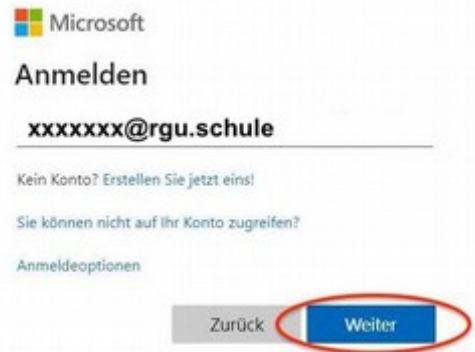 Microsoft
Anmelden
xxxxxxx@rgu.schule
Kein Konto? Erstellen Sie jetzt eins!
Sie können nicht auf Ihr Konto zugreifen?
Anmeldeoptionen
Zurück Weiter